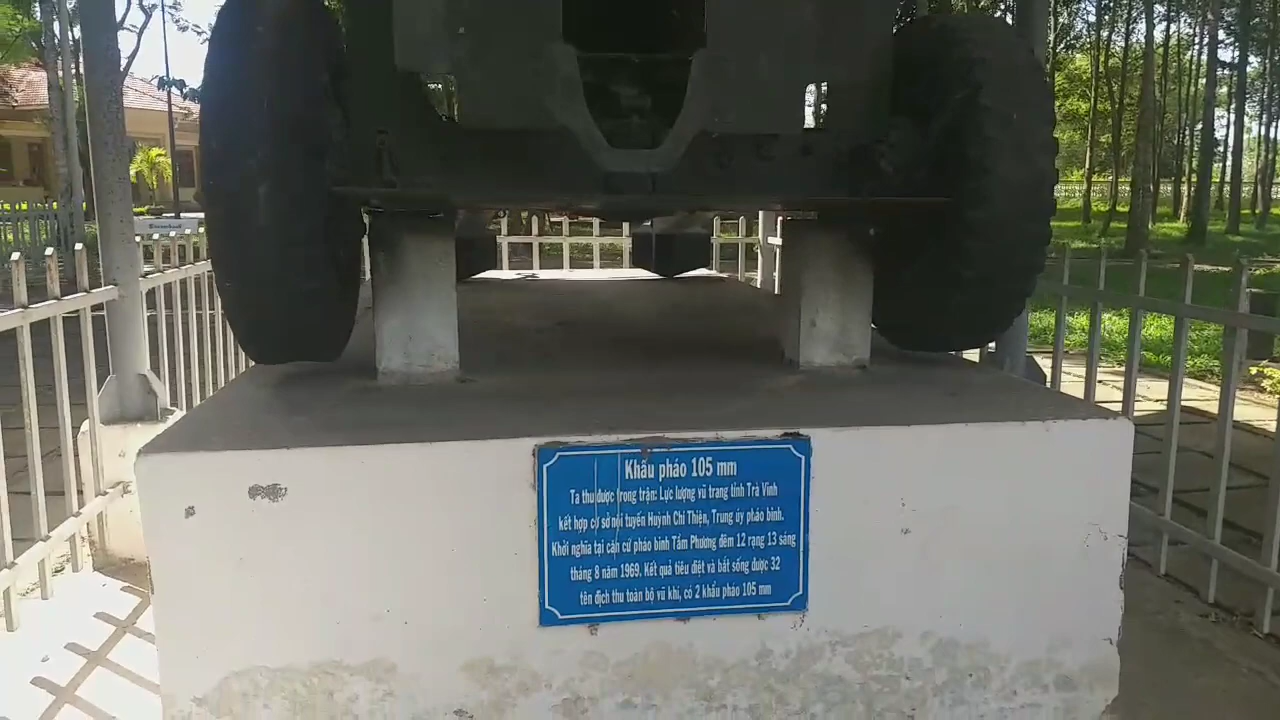 Khẩu pháo 105 mm
Ta thu được trong trận: Lực lượng vũ trang tỉnh Trà Vinh
kết hợp cơ sở nội tuyến Huỳnh Chí Thiện, Trung úy pháo binh.
Khởi nghĩa tại căn cứ pháo binh Tầm Phương đêm 12 rạng 13 sáng
tháng 8 năm 1969. Kết quả tiêu diệt và bắt sống được 32
tên địch thu toàn bộ vũ khí, có 2 khẩu pháo 105 mm